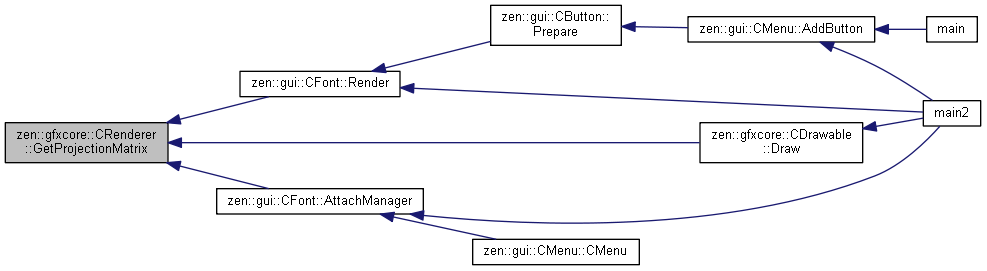 zen::gui::CButton::
Prepare
zen::gui::CMenu::AddButton
main
zen::gui::CFont::Render
main2
zen::gfxcore::CRenderer
::GetProjectionMatrix
zen::gfxcore::CDrawable
::Draw
zen::gui::CFont::AttachManager
zen::gui::CMenu::CMenu